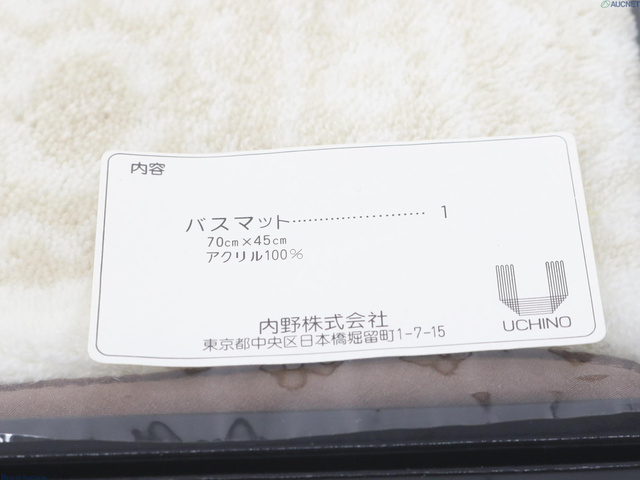 AUCNET
内容
バスマット…………………… 1
70cm×45cm
アクリル100%
内野株式会社
東京都中央区日本橋堀留町1-7-15
UCHINO